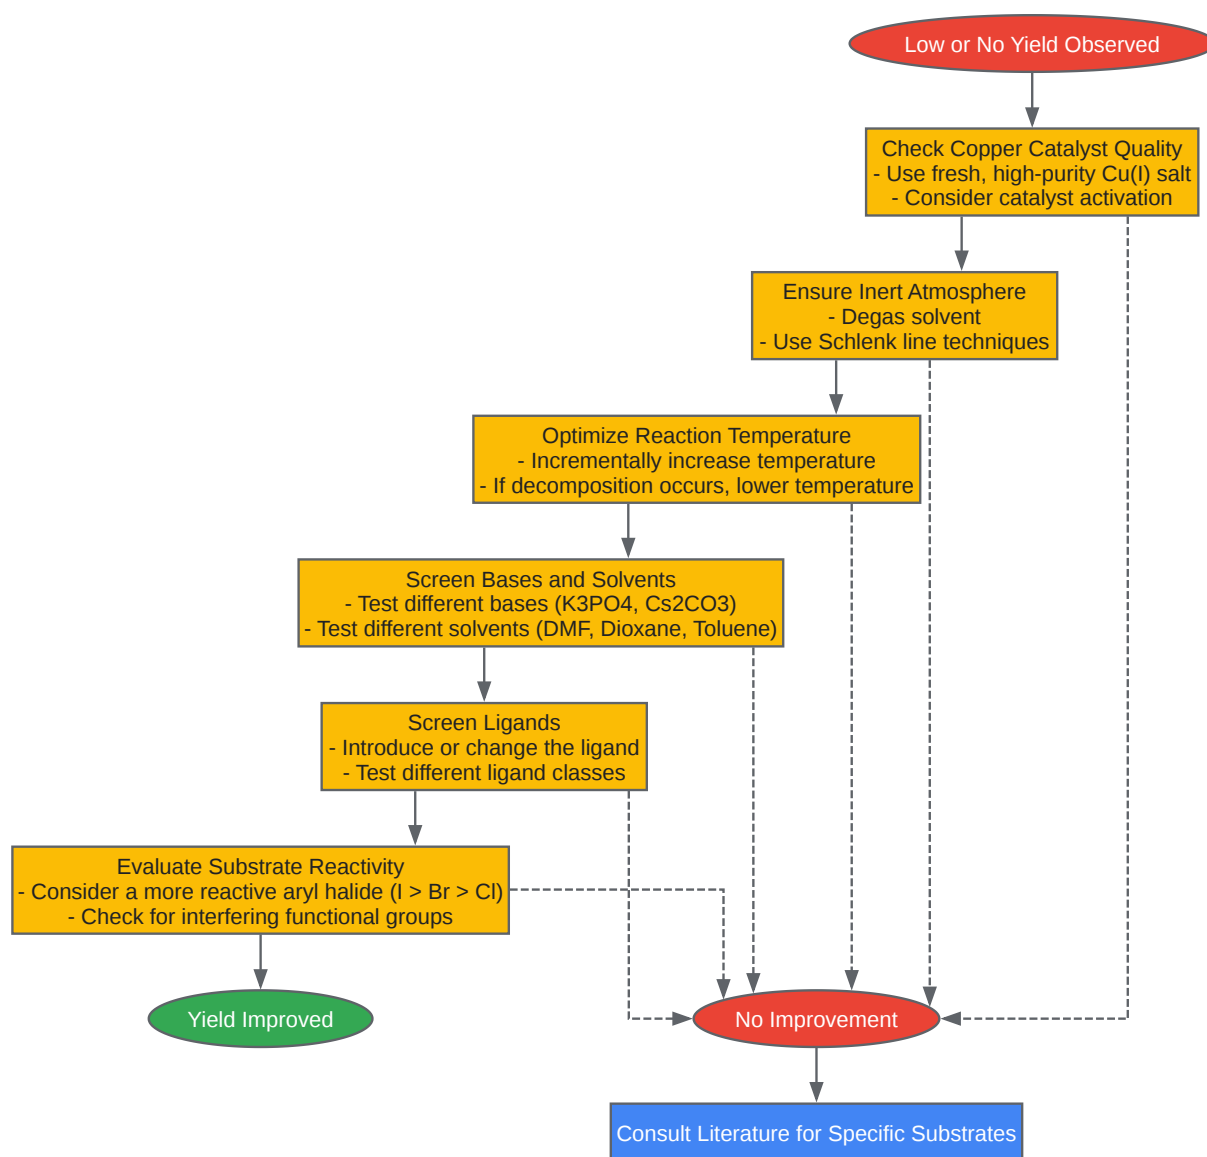 Low or No Yield Observed
Check Copper Catalyst Quality
- Use fresh, high-purity Cu(I) salt
- Consider catalyst activation
Ensure Inert Atmosphere
- Degas solvent
- Use Schlenk line techniques
Optimize Reaction Temperature
- Incrementally increase temperature
- If decomposition occurs, lower temperature
Screen Bases and Solvents
- Test different bases (K3PO4, Cs2CO3)
- Test different solvents (DMF, Dioxane, Toluene)
Screen Ligands
- Introduce or change the ligand
- Test different ligand classes
Evaluate Substrate Reactivity
- Consider a more reactive aryl halide (I > Br > Cl)
- Check for interfering functional groups
Yield Improved
No Improvement
Consult Literature for Specific Substrates